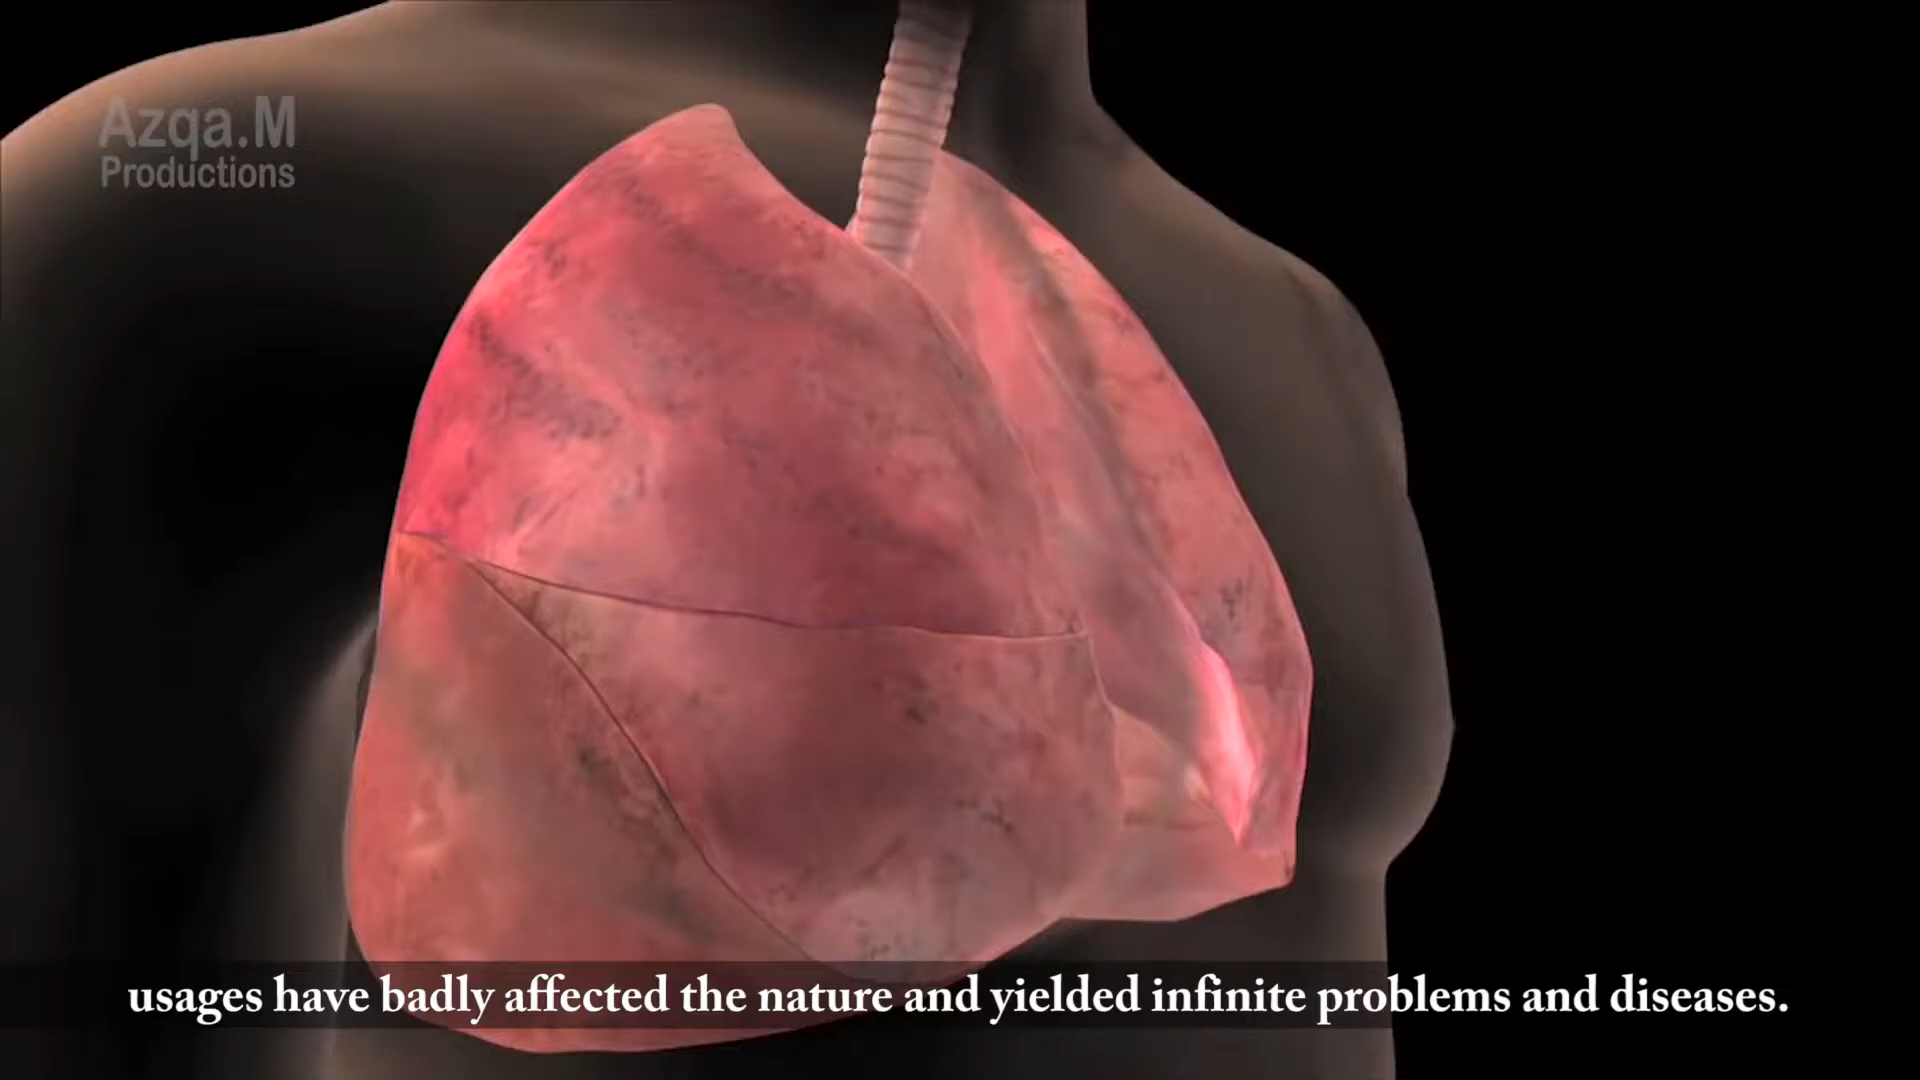 Azqa.M
Productions
usages have badly affected the nature and yielded infinite problems and diseases.